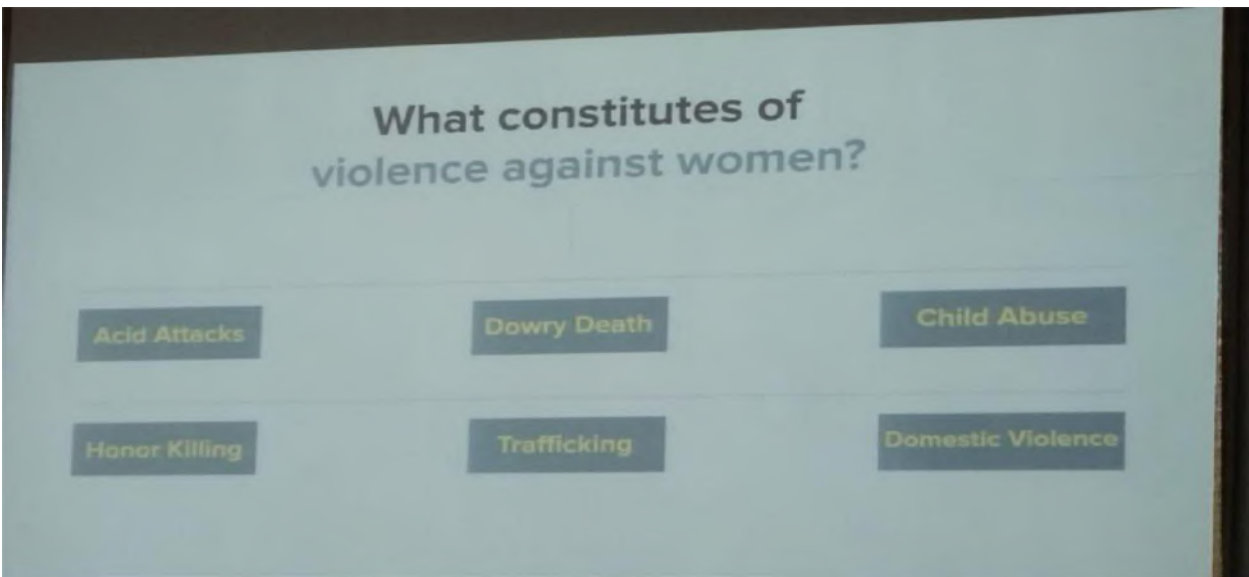 What constitutes of
violence against women?
Acid Attacks
Dowry Death
Child Abuse
Honor Killing
Trafficking
Domestic Violence